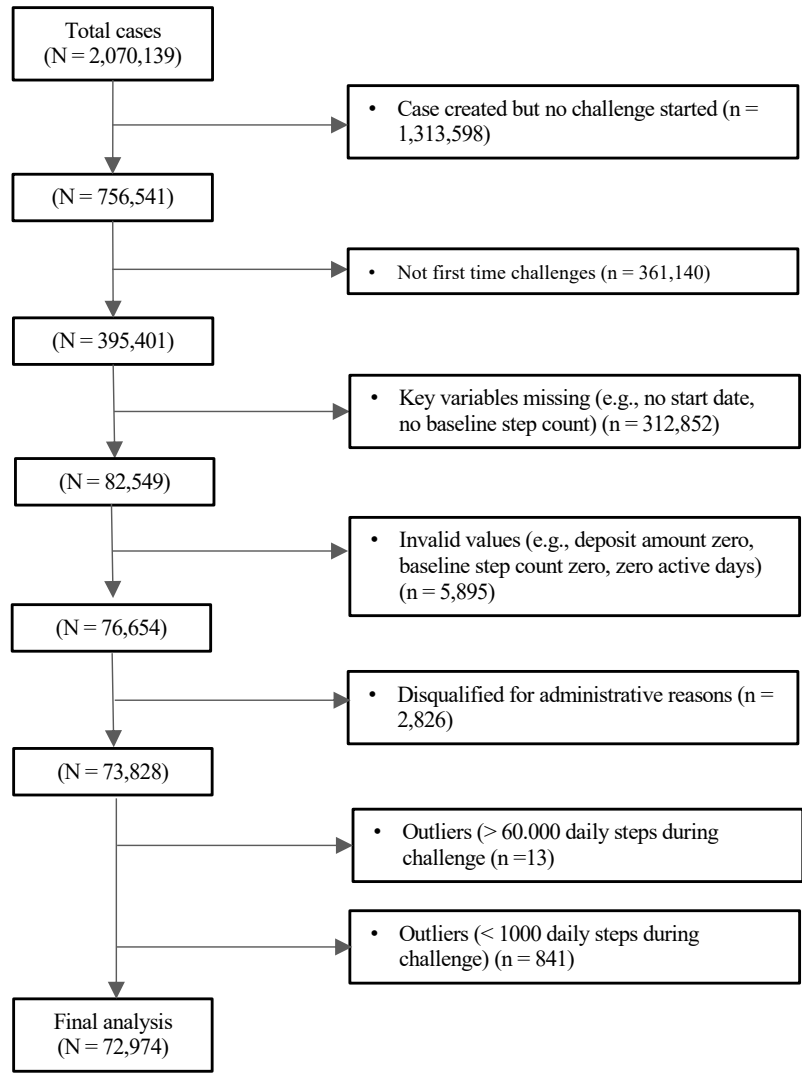 Total cases
(N = 2,070,139)
• Case created but no challenge started (n =
1,313,598)
(N = 756,541)
• Not first time challenges (n = 361,140)
(N = 395,401)
• Key variables missing (e.g., no start date,
no baseline step count) (n = 312,852)
(N = 82,549)
• Invalid values (e.g., deposit amount zero,
baseline step count zero, zero active days)
(n = 5,895)
(N = 76,654)
• Disqualified for administrative reasons (n =
2,826)
(N = 73,828)
• Outliers (> 60.000 daily steps during
challenge (n =13)
• Outliers (< 1000 daily steps during
challenge) (n = 841)
Final analysis
(N = 72,974)